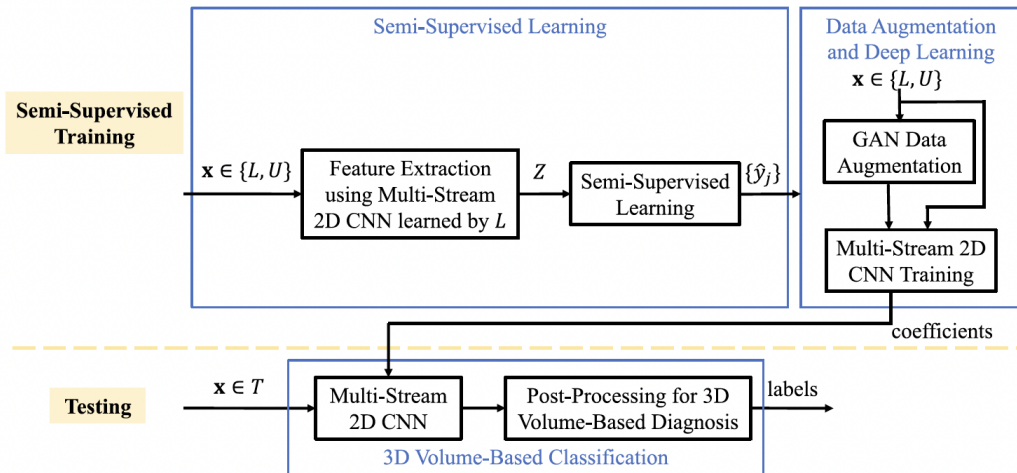 Semi-Supervised Learning
Data Augmentation
and Deep Learning
Semi-Supervised
Training
x ∈ {L, U}
Feature Extraction
using Multi-Stream
2D CNN learned by L
Z
Semi-Supervised
Learning
{ŷⱼ}
x ∈ {L, U}
GAN Data
Augmentation
Multi-Stream 2D
CNN Training
coefficients
Testing
x ∈ T
Multi-Stream
2D CNN
Post-Processing for 3D
Volume-Based Diagnosis
labels
3D Volume-Based Classification